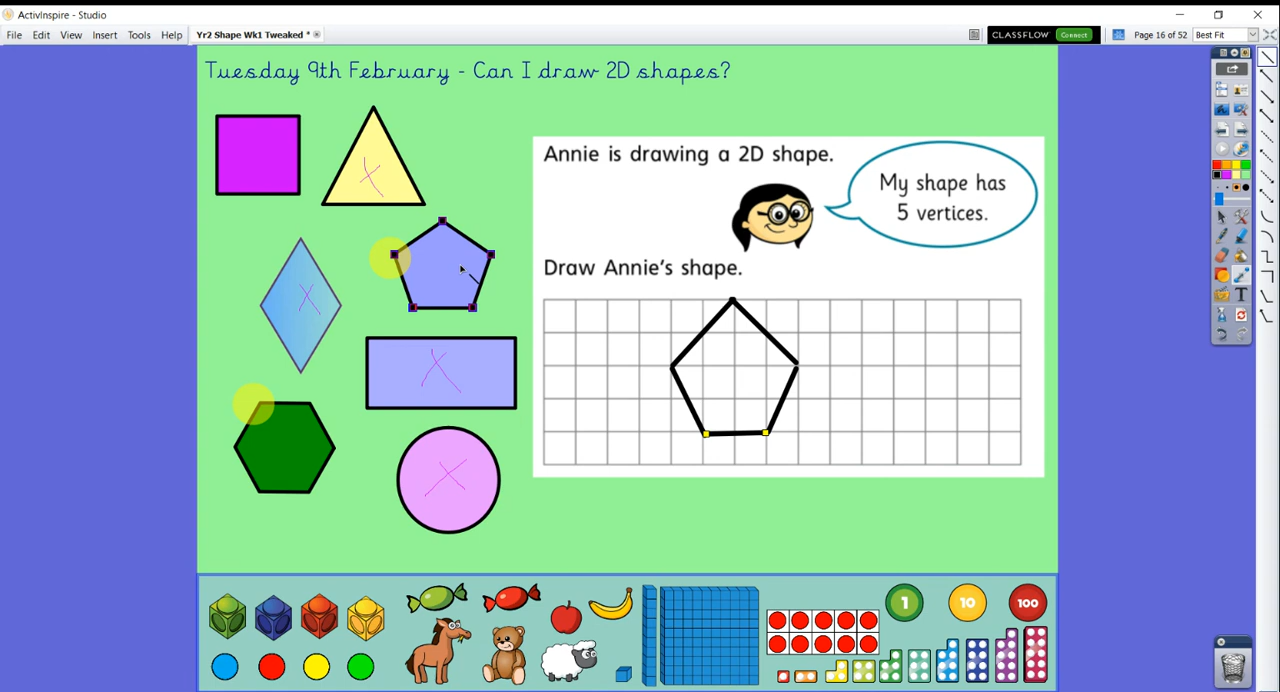 ActivInspire - Studio
File Edit View Insert Tools Help
Yr2 Shape Wk1 Tweaked *
CLASSFLOW Connect
Page 16 of 52 Best Fit
Tuesday 9th February - Can I draw 2D shapes?
Annie is drawing a 2D shape.
My shape has
5 vertices.
Draw Annie's shape.
1 10 100